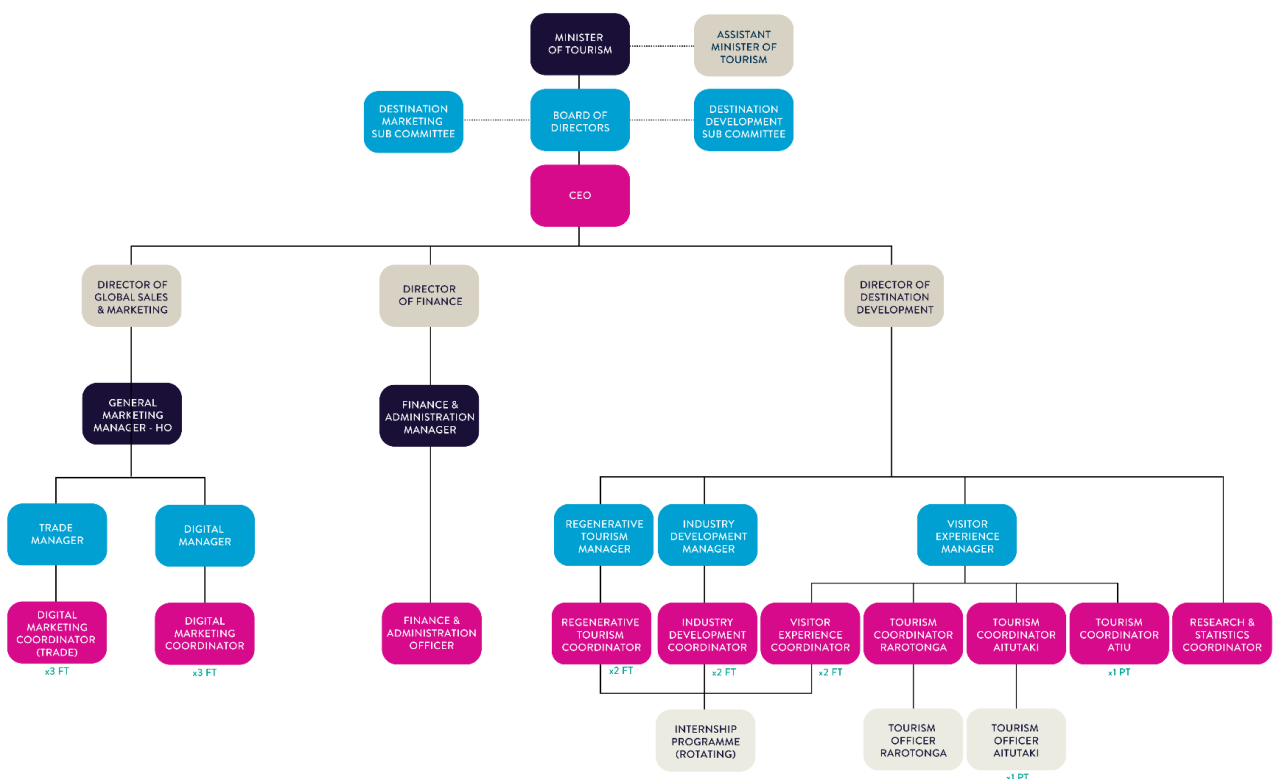 MINISTER
OF TOURISM
ASSISTANT
MINISTER OF
TOURISM
DESTINATION
MARKETING
SUB COMMITTEE
BOARD OF
DIRECTORS
DESTINATION
DEVELOPMENT
SUB COMMITTEE
CEO
DIRECTOR OF
GLOBAL SALES
& MARKETING
DIRECTOR
OF FINANCE
DIRECTOR OF
DESTINATION
DEVELOPMENT
GENERAL
MARKETING
MANAGER - HO
FINANCE &
ADMINISTRATION
MANAGER
TRADE
MANAGER
DIGITAL
MANAGER
REGENERATIVE
TOURISM
MANAGER
INDUSTRY
DEVELOPMENT
MANAGER
VISITOR
EXPERIENCE
MANAGER
DIGITAL
MARKETING
COORDINATOR
(TRADE)
x3 FT
DIGITAL
MARKETING
COORDINATOR
x3 FT
FINANCE &
ADMINISTRATION
OFFICER
REGENERATIVE
TOURISM
COORDINATOR
x2 FT
INDUSTRY
DEVELOPMENT
COORDINATOR
x2 FT
VISITOR
EXPERIENCE
COORDINATOR
x2 FT
TOURISM
COORDINATOR
RAROTONGA
TOURISM
COORDINATOR
AITUTAKI
TOURISM
COORDINATOR
ATIU
x1 PT
RESEARCH &
STATISTICS
COORDINATOR
INTERNSHIP
PROGRAMME
(ROTATING)
TOURISM
OFFICER
RAROTONGA
TOURISM
OFFICER
AITUTAKI
x1 PT